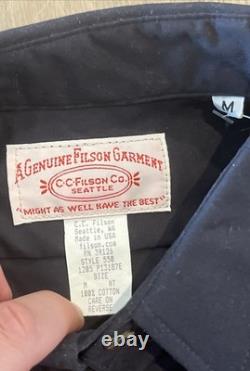 M
A GENUINE FILSON GARMENT
C·C·FILSON CO.
SEATTLE
"MIGHT AS WELL HAVE THE BEST"
C.C. Filson
Seattle, WA
Made in USA
filson.com
RN 39126
STYLE 558
SIZE
M
100% COTTON
CARE ON
REVERSE